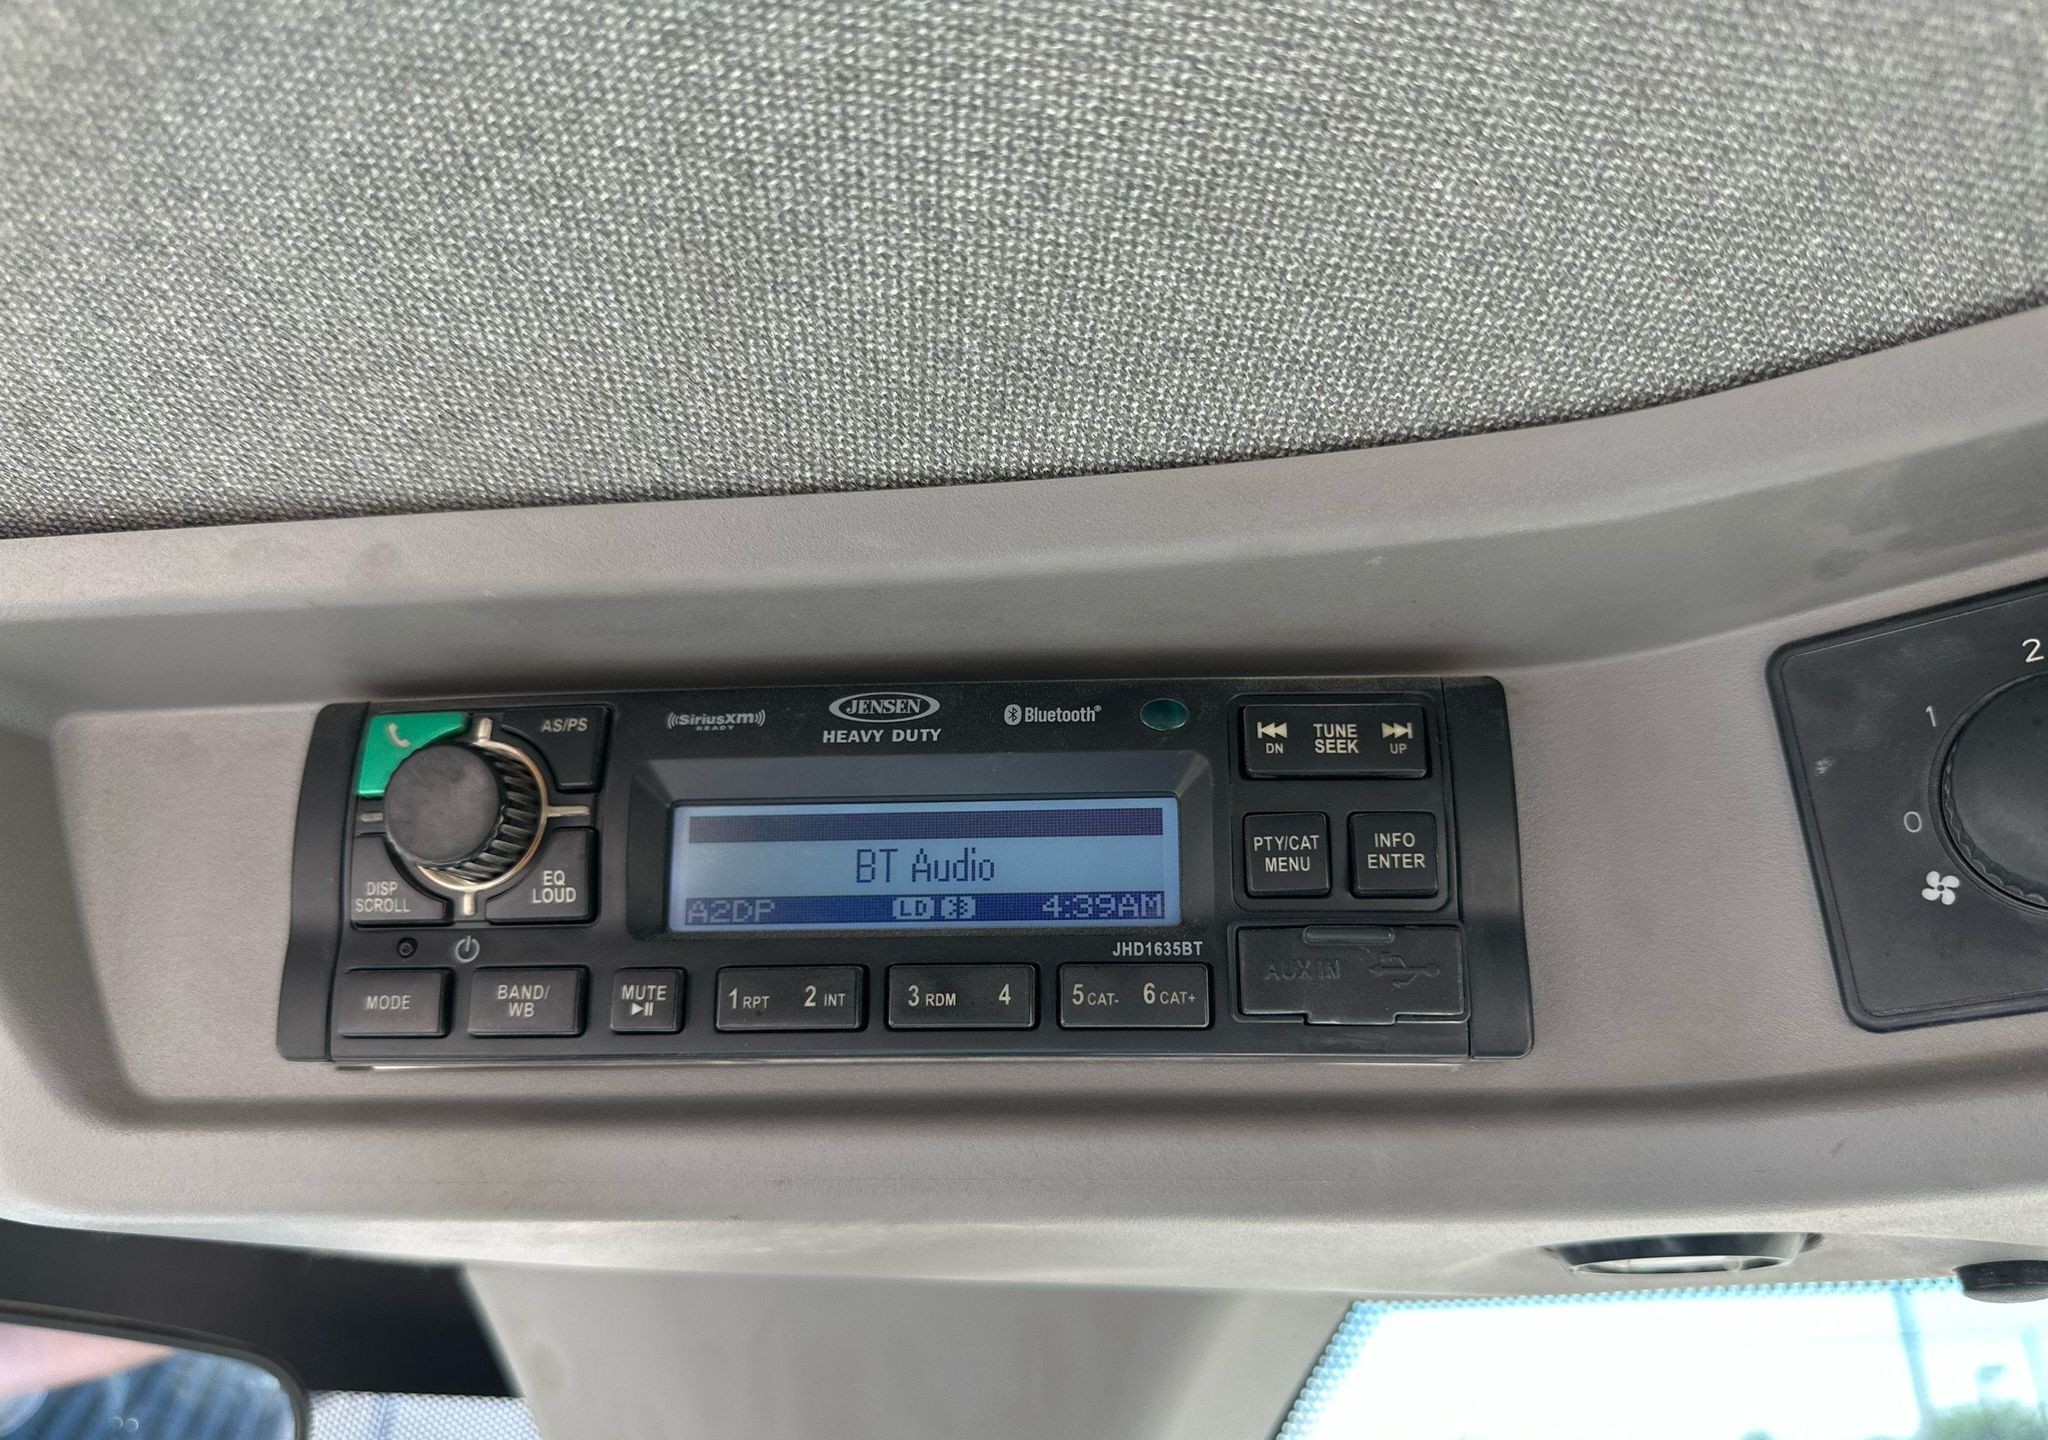 AS/PS
SiriusXM
READY
JENSEN
HEAVY DUTY
Bluetooth®
DN
TUNE
SEEK
UP
BT Audio
A2DP LD 4:39AM
PTY/CAT
MENU
INFO
ENTER
DISP
SCROLL
EQ
LOUD
JHD1635BT
AUX IN
MODE
BAND/
WB
MUTE
1 RPT 2 INT
3 RDM 4
5 CAT- 6 CAT+
2
1
0